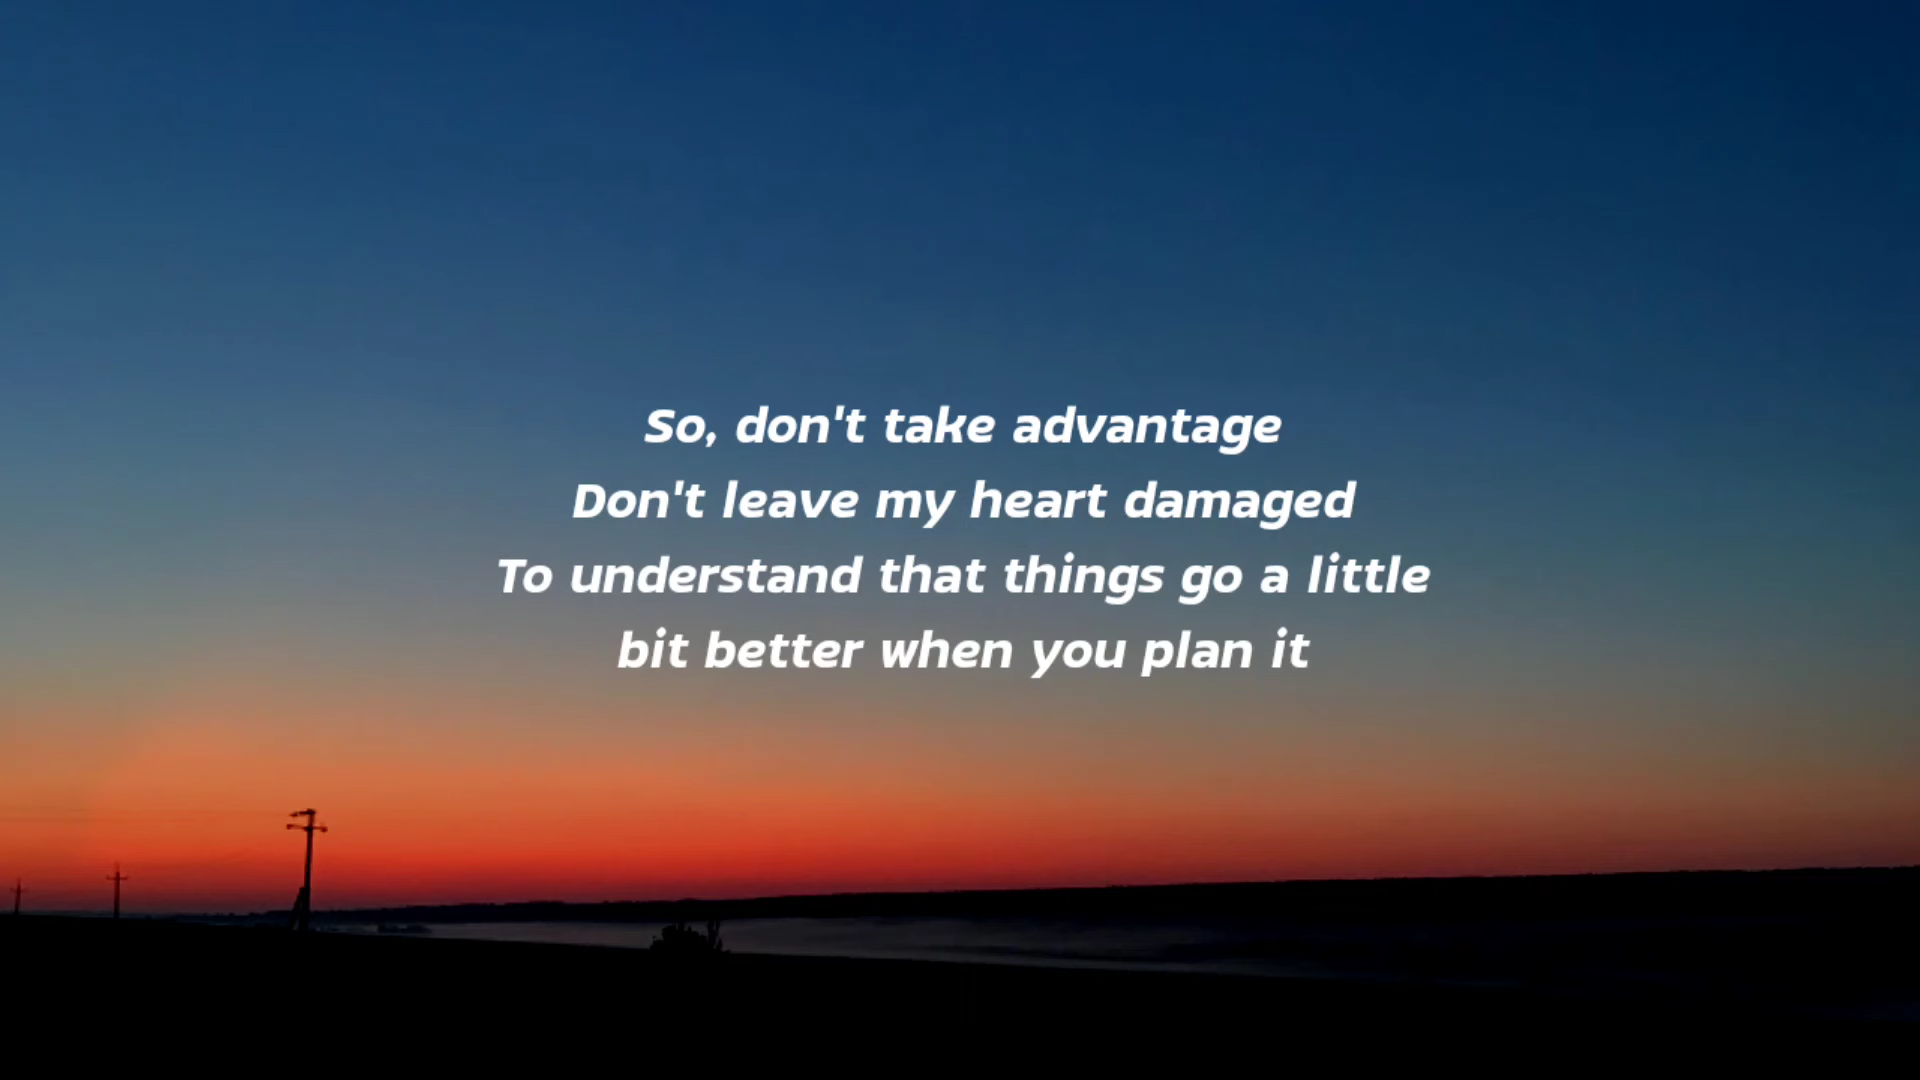 So, don't take advantage
Don't leave my heart damaged
To understand that things go a little
bit better when you plan it